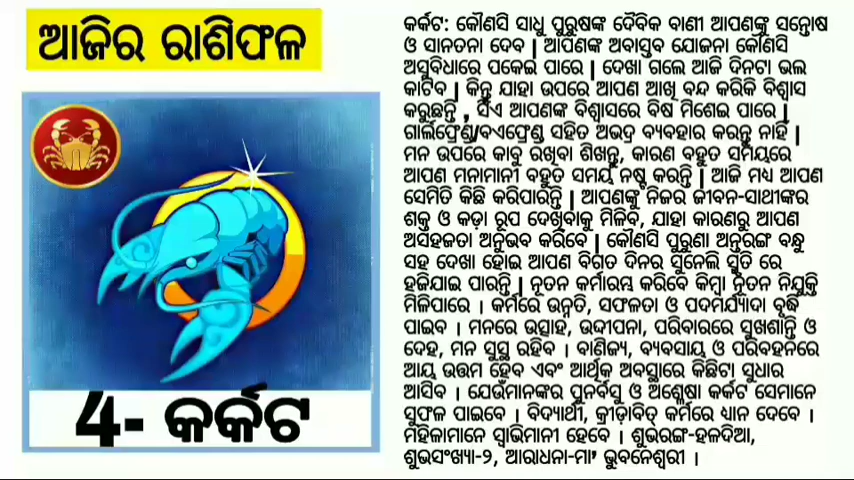 ଆଜିର ରାଶିଫଳ
4- କର୍କଟ
କର୍କଟ: କୌଣସି ସାଧୁ ପୁରୁଷଙ୍କ ଦୈବିକ ବାଣୀ ଆପଣଙ୍କୁ ସନ୍ତୋଷ
ଓ ସାନତନା ଦେବ | ଆପଣଙ୍କ ଅବାସ୍ତବ ଯୋଜନା କୌଣସି
ଅସୁବିଧାରେ ପକେଇ ପାରେ | ଦେଖା ଗଲେ ଆଜି ଦିନଟା ଭଲ
କାଟିବ | କିନ୍ତୁ ଯାହା ଉପରେ ଆପଣ ଆଖି ବନ୍ଦ କରିକି ବିଶ୍ୱାସ
କରୁଛନ୍ତି , ସିଏ ଆପଣଙ୍କ ବିଶ୍ୱାସରେ ବିଷ ମିଶେଇ ପାରେ |
ଗାର୍ଲଫ୍ରେଣ୍ଡ/ବଏଫ୍ରେଣ୍ଡ ସହିତ ଅଭଦ୍ର ବ୍ୟବହାର କରନ୍ତୁ ନାହିଁ |
ମନ ଉପରେ କାବୁ ରଖିବା ଶିଖନ୍ତୁ, କାରଣ ବହୁତ ସମୟରେ
ଆପଣ ମନାମାନୀ ବହୁତ ସମୟ ନଷ୍ଟ କରନ୍ତି | ଆଜି ମଧ୍ୟ ଆପଣ
ସେମିତି କିଛି କରିପାରନ୍ତି | ଆପଣଙ୍କୁ ନିଜର ଜୀବନ-ସାଥୀଙ୍କର
ଶକ୍ତ ଓ କଡ଼ା ରୂପ ଦେଖିବାକୁ ମିଳିବ, ଯାହା କାରଣରୁ ଆପଣ
ଅସହଜତା ଅନୁଭବ କରିବେ | କୌଣସି ପୁରୁଣା ଅନ୍ତରଙ୍ଗ ବନ୍ଧୁ
ସହ ଦେଖା ହୋଇ ଆପଣ ବିଗତ ଦିନର ସୁନେଲି ସ୍ମୃତି ରେ
ହଜିଯାଇ ପାରନ୍ତି | ନୂତନ କର୍ମାରମ୍ଭ କରିବେ କିମ୍ବା ନୂତନ ନିଯୁକ୍ତି
ମିଳିପାରେ । କର୍ମରେ ଉନ୍ନତି, ସଫଳତା ଓ ପଦମର୍ଯ୍ୟାଦା ବୃଦ୍ଧି
ପାଇବ । ମନରେ ଉତ୍ସାହ, ଉଦ୍ଦୀପନା, ପରିବାରରେ ସୁଖଶାନ୍ତି ଓ
ଦେହ, ମନ ସୁସ୍ଥ ରହିବ । ବାଣିଜ୍ୟ, ବ୍ୟବସାୟ ଓ ପରିବହନରେ
ଆୟ ଉତ୍ତମ ହେବ ଏବଂ ଆର୍ଥିକ ଅବସ୍ଥାରେ କିଛିଟା ସୁଧାର
ଆସିବ । ଯେଉଁମାନଙ୍କର ପୁନର୍ବସୁ ଓ ଅଶ୍ଳେଷା କର୍କଟ ସେମାନେ
ସୁଫଳ ପାଇବେ । ବିଦ୍ୟାର୍ଥୀ, କ୍ରୀଡ଼ାବିତ୍ କର୍ମରେ ଧ୍ୟାନ ଦେବେ ।
ମହିଳାମାନେ ସ୍ୱାଭିମାନୀ ହେବେ । ଶୁଭରଙ୍ଗ-ହଳଦିଆ,
ଶୁଭସଂଖ୍ୟା-୨, ଆରାଧନା-ମା' ଭୁବନେଶ୍ୱରୀ ।